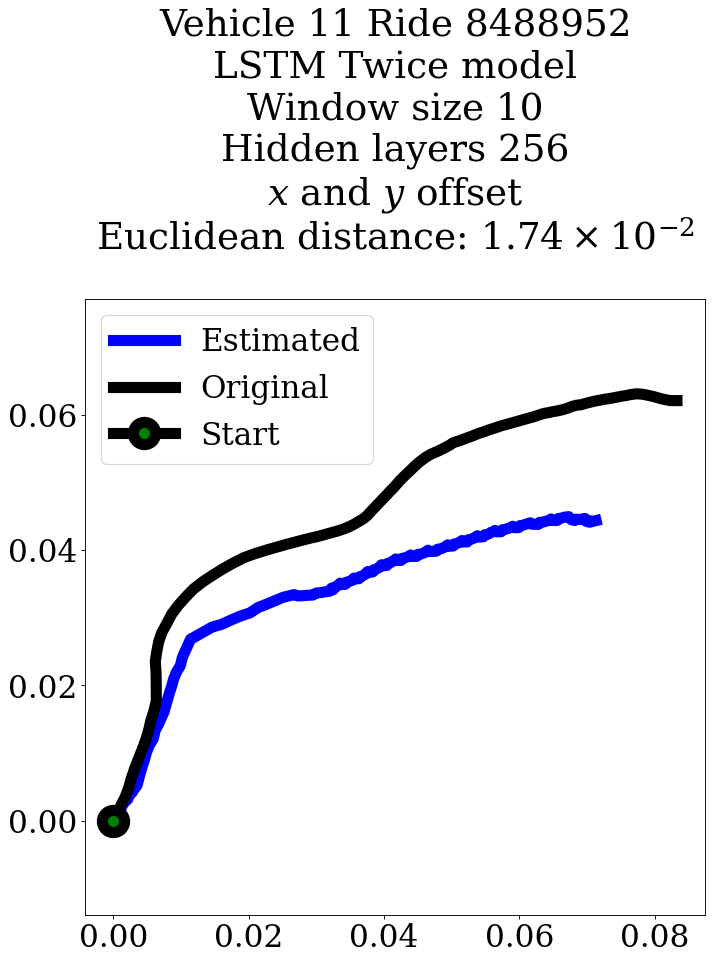 Vehicle 11 Ride 8488952
LSTM Twice model
Window size 10
Hidden layers 256
x and y offset
Euclidean distance: 1.74 × 10⁻²
Estimated
Original
Start
0.06
0.04
0.02
0.00
0.00 0.02 0.04 0.06 0.08